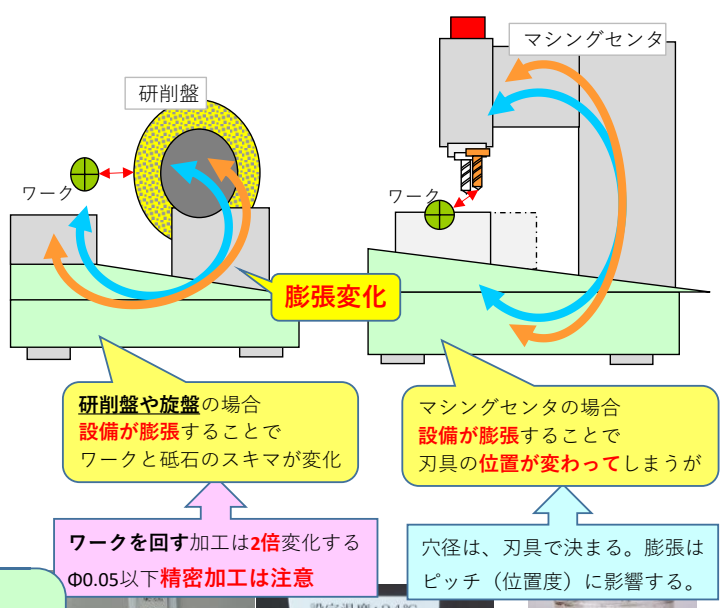 研削盤
マシングセンタ
ワーク
ワーク
膨張変化
研削盤や旋盤の場合
設備が膨張することで
ワークと砥石のスキマが変化
マシングセンタの場合
設備が膨張することで
刃具の位置が変わってしまうが
ワークを回す加工は2倍変化する
Φ0.05以下精密加工は注意
穴径は、刃具で決まる。膨張は
ピッチ（位置度）に影響する。